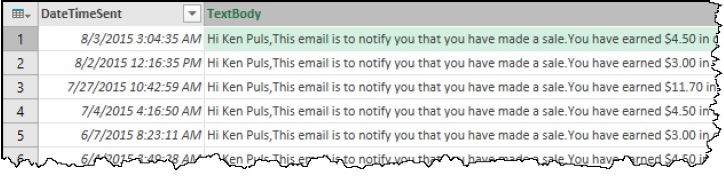 DateTimeSent TextBody
1 8/3/2015 3:04:35 AM Hi Ken Puls,This email is to notify you that you have made a sale.You have earned $4.50 in
2 8/2/2015 12:16:35 PM Hi Ken Puls,This email is to notify you that you have made a sale.You have earned $3.00 in
3 7/27/2015 10:42:59 AM Hi Ken Puls,This email is to notify you that you have made a sale.You have earned $11.70 in
4 7/4/2015 4:16:50 AM Hi Ken Puls,This email is to notify you that you have made a sale.You have earned $4.50 in
5 6/7/2015 8:23:11 AM Hi Ken Puls,This email is to notify you that you have made a sale.You have earned $3.00 in
AM Hi Ken Puls,This email is to notify you that you have made a sale.You have earned $4.50 in